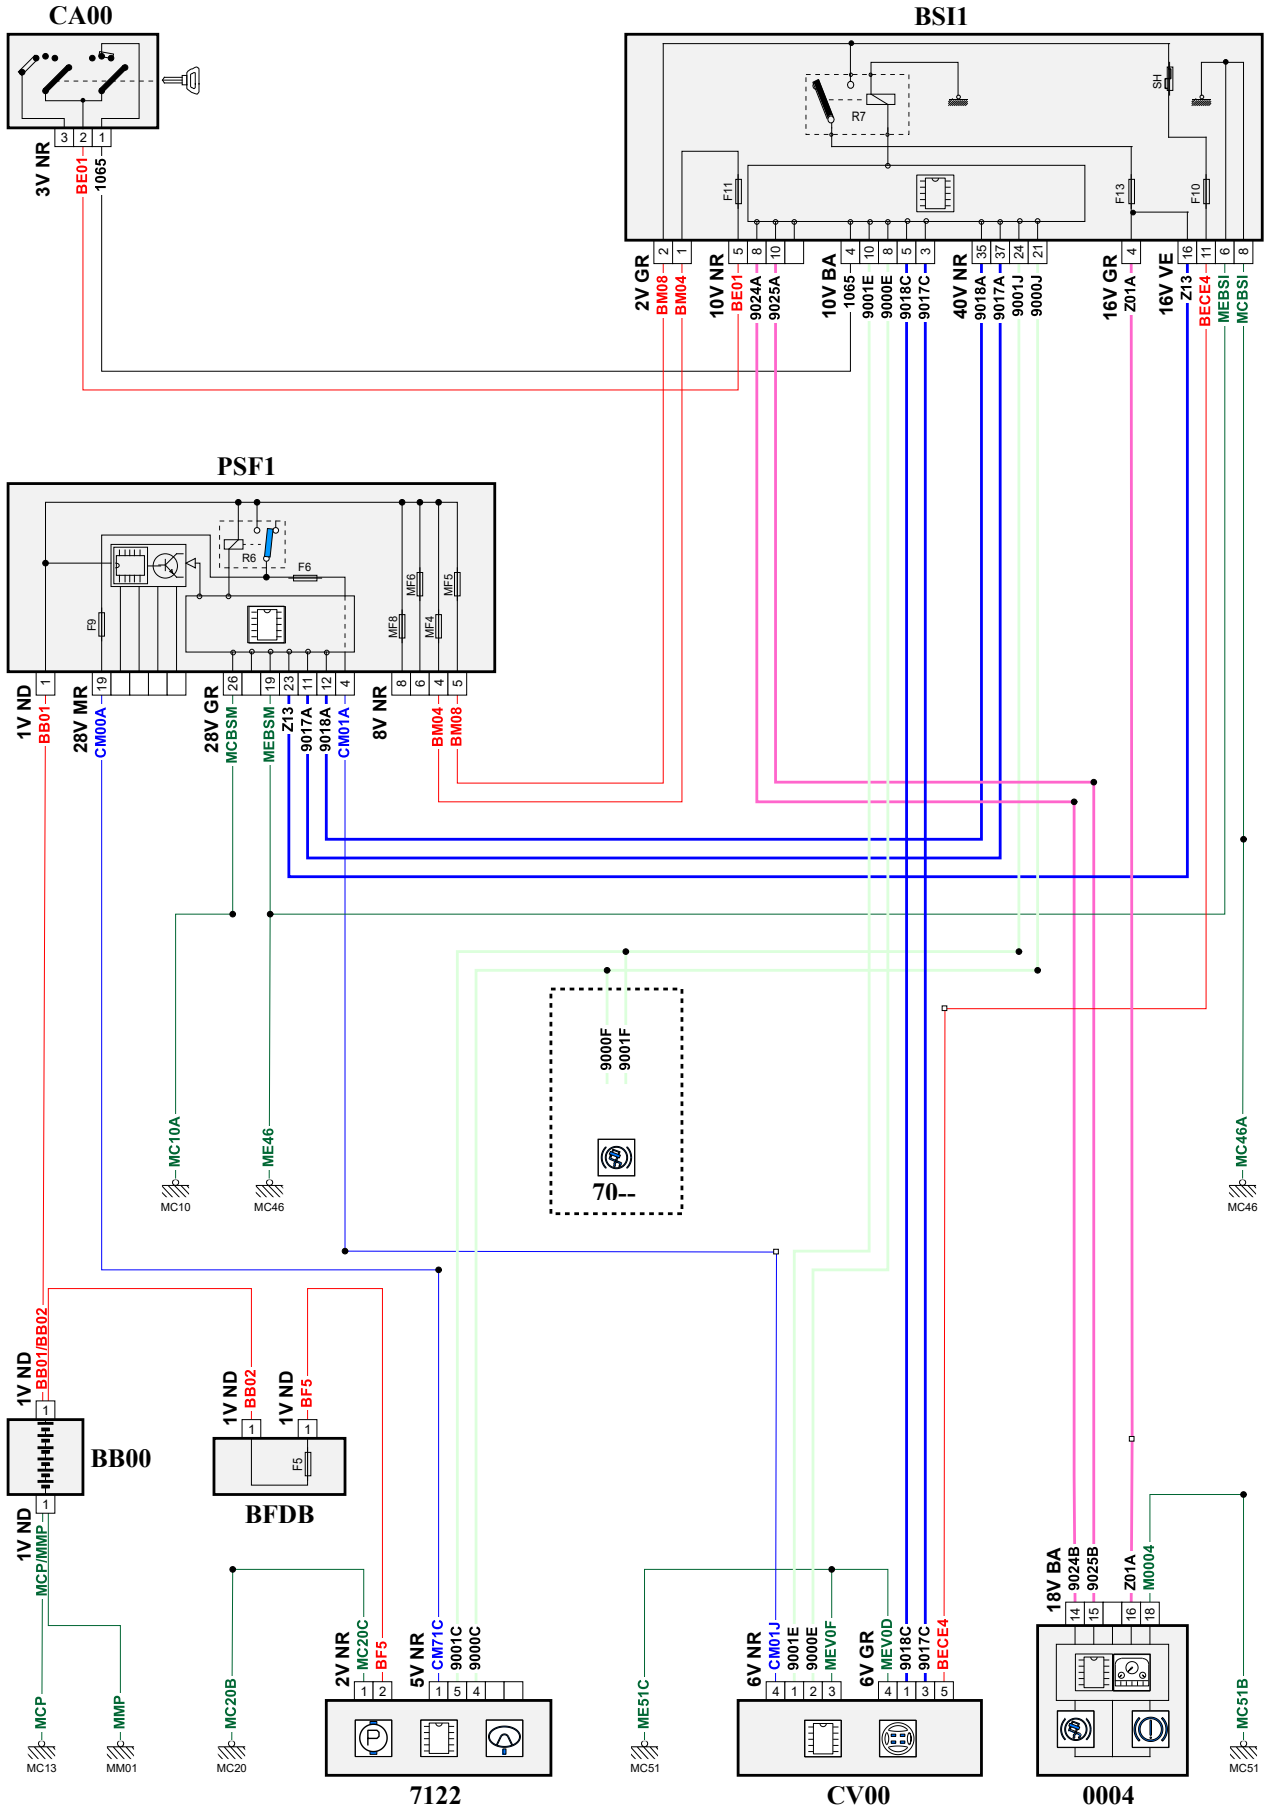 CA00
BSI1
SH
R7
F11
F13
F10
3 2 1
3V NR
BE01
1065
2 1
5 8 10
4 10 8 5 3
35 37 24 21
4
16 11 6 8
2V GR
BM08
BM04
10V NR
BE01
9024A
9025A
10V BA
1065
9001E
9000E
9018C
9017C
40V NR
9018A
9017A
9001J
9000J
16V GR
Z01A
16V VE
Z13
BECE4
MEBSI
MCBSI
PSF1
R6
F6
F9
MF8
MF6
MF4
MF5
1
19
26 19 23 11 12 4
8 6 4 5
1V ND
BB01
28V MR
CM00A
28V GR
MCBSM
MEBSM
Z13
9017A
9018A
CM01A
8V NR
BM04
BM08
9000F
9001F
70--
MC10A
MC10
ME46
MC46
MC46A
MC46
BB01/BB02
1V ND
1
BB00
1
1V ND
MCP/MMP
1V ND
BB02
1V ND
BF5
1 1
F5
BFDB
MCP
MC13
MMP
MM01
MC20B
MC20
2V NR
MC20C
BF5
5V NR
CM71C
9001C
9000C
1 2
1 5 4
P
7122
ME51C
MC51
6V NR
CM01J
9001E
9000E
MEV0F
6V GR
MEV0D
9018C
9017C
BECE4
4 1 2 3
4 1 3 5
CV00
18V BA
9024B
9025B
Z01A
M0004
14 15 16 18
0004
MC51B
MC51